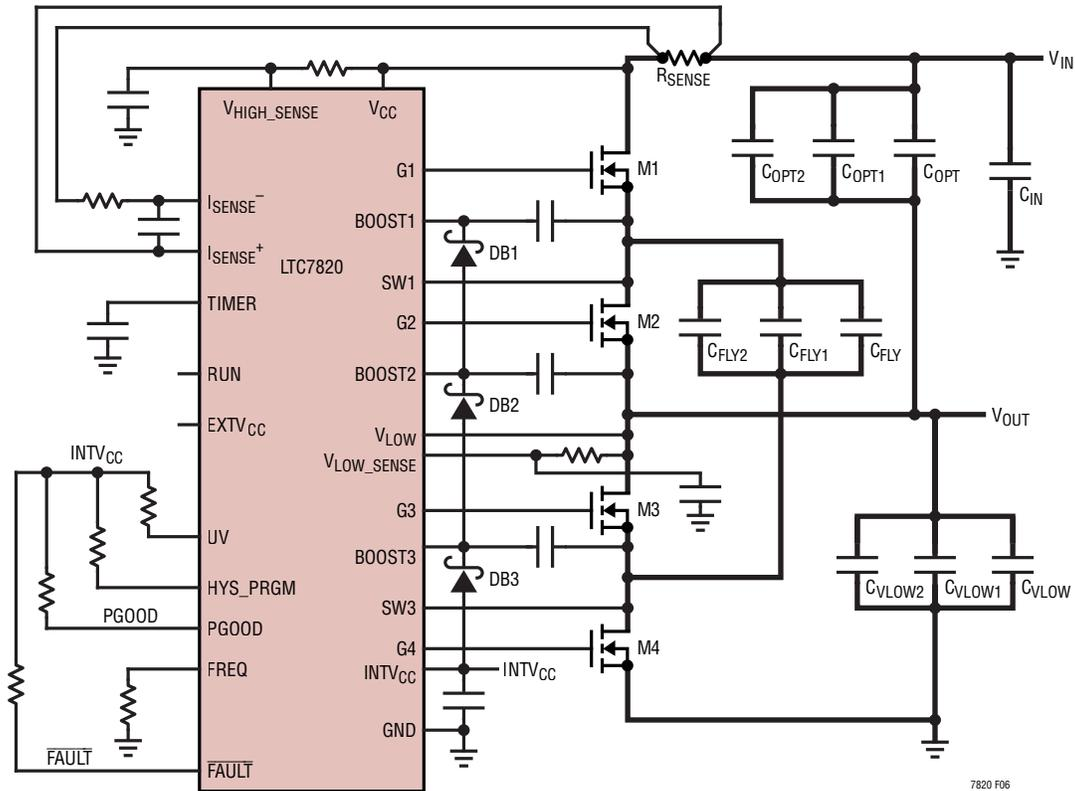 R_SENSE
V_IN
V_HIGH_SENSE
V_CC
G1
M1
C_OPT2
C_OPT1
C_OPT
C_IN
I_SENSE^-
BOOST1
I_SENSE^+
LTC7820
DB1
SW1
TIMER
G2
M2
C_FLY2
C_FLY1
C_FLY
RUN
BOOST2
DB2
V_OUT
EXTV_CC
V_LOW
INTV_CC
V_LOW_SENSE
G3
M3
UV
BOOST3
DB3
HYS_PRGM
C_VLOW2
C_VLOW1
C_VLOW
SW3
PGOOD
PGOOD
G4
M4
FREQ
INTV_CC
INTV_CC
GND
FAULT
FAULT
7820 F06